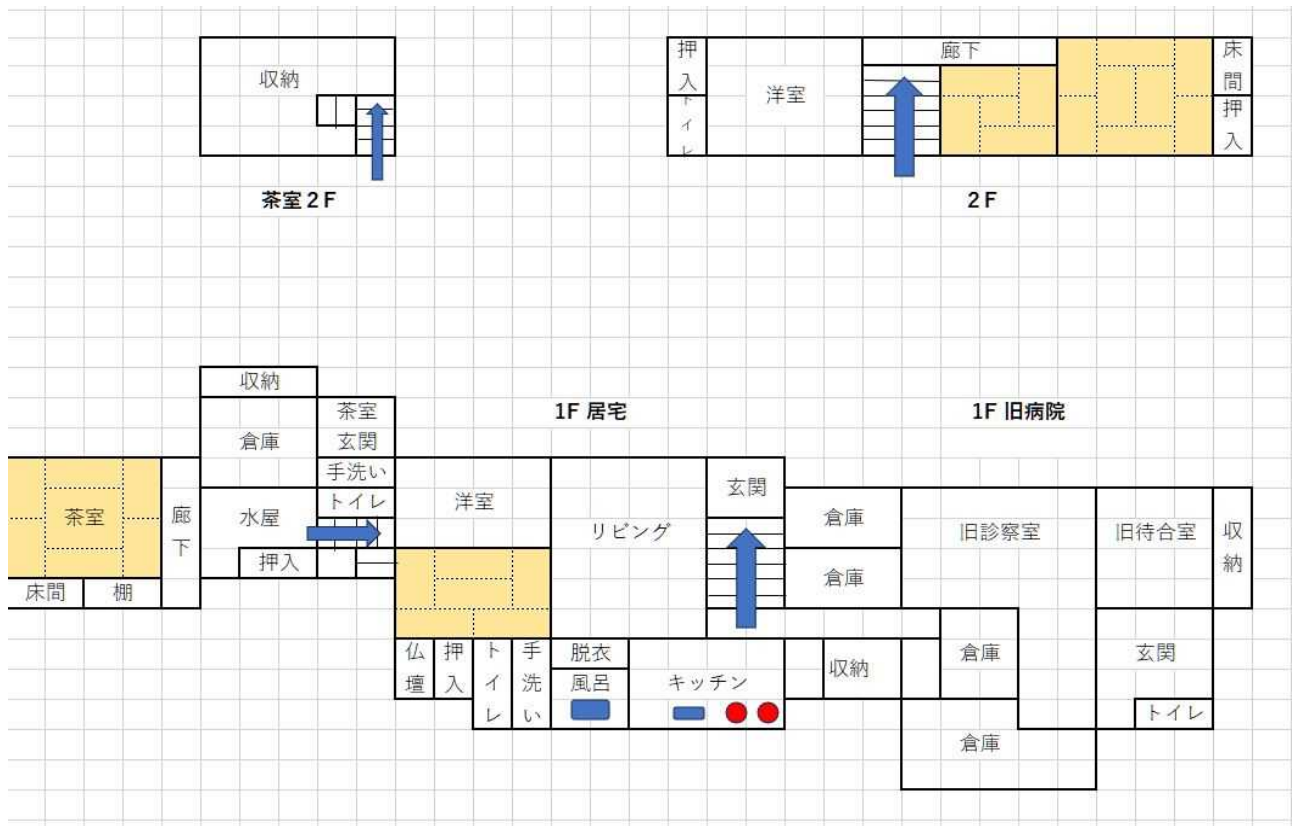 収納
茶室２F
押入
トイレ
洋室
廊下
床間
押入
２F
収納
倉庫
茶室
玄関
手洗い
トイレ
茶室
廊下
水屋
押入
床間
棚
1F 居宅
洋室
リビング
玄関
仏壇
押入
トイレ
手洗い
脱衣
風呂
キッチン
1F 旧病院
倉庫
倉庫
旧診察室
旧待合室
収納
収納
倉庫
玄関
トイレ
倉庫